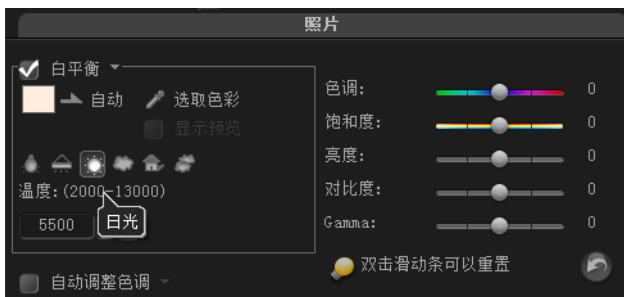 照片
白平衡
自动
选取色彩
显示预览
温度:(2000-13000)
5500
日光
自动调整色调
色调: 0
饱和度: 0
亮度: 0
对比度: 0
Gamma: 0
双击滑动条可以重置